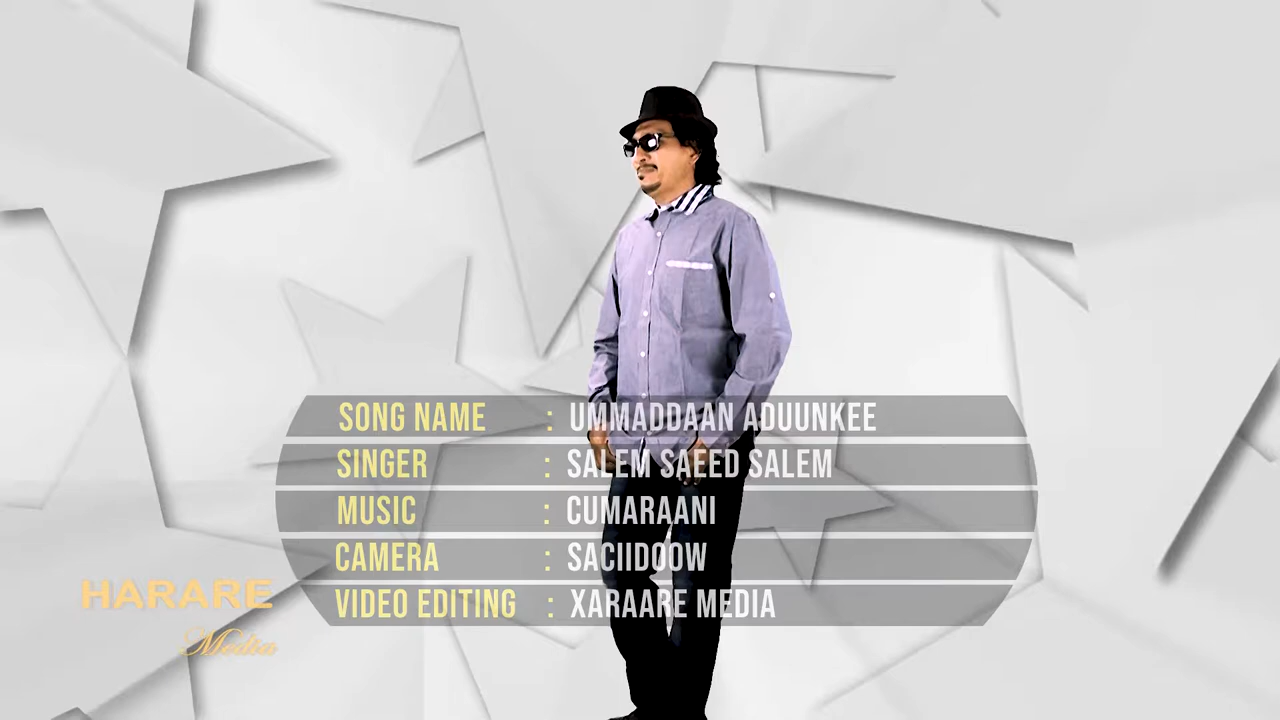 SONG NAME : UMMADDAAN ADUUNKEE
SINGER : SALEM SAEED SALEM
MUSIC : CUMARAANI
CAMERA : SACIIDOOW
VIDEO EDITING : XARAARE MEDIA
HARARE
Media